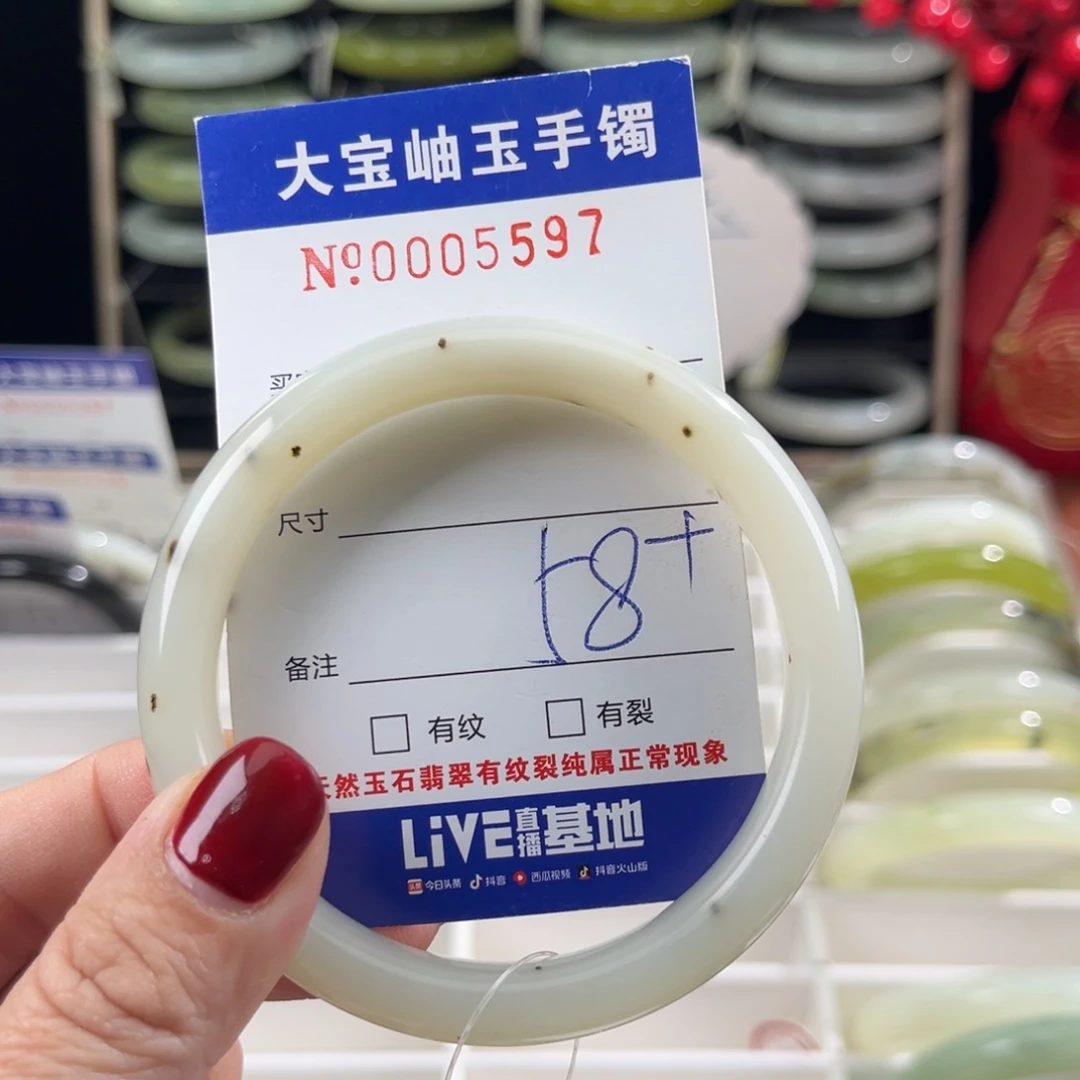 大宝岫玉手镯
Nº0005597
尺寸
58+
备注
有纹 有裂
天然玉石翡翠有纹裂纯属正常现象
LiVE直播基地
今日头条 抖音 西瓜视频 抖音火山版